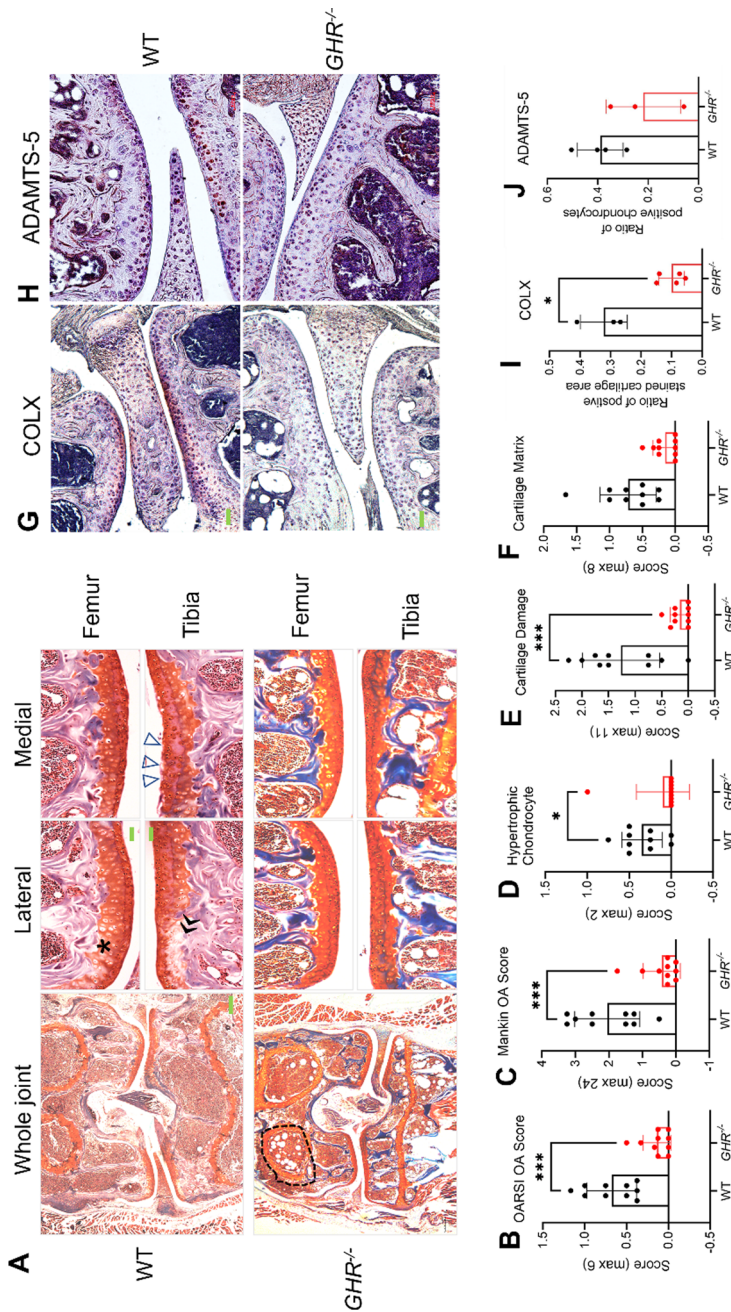 A
Whole joint
Lateral
Medial
WT
Femur
Tibia
*
GHR-/-
Femur
Tibia
G
COLX
H
ADAMTS-5
WT
GHR-/-
B
OARSI OA Score
***
Score (max 6)
1.5
1.0
0.5
0.0
-0.5
WT
GHR-/-
C
Mankin OA Score
***
Score (max 24)
4
3
2
1
0
-1
WT
GHR-/-
D
Hypertrophic
Chondrocyte
*
Score (max 2)
1.5
1.0
0.5
0.0
-0.5
WT
GHR-/-
E
Cartilage Damage
***
Score (max 11)
2.5
2.0
1.5
1.0
0.5
0.0
-0.5
WT
GHR-/-
F
Cartilage Matrix
Score (max 8)
2.0
1.5
1.0
0.5
0.0
-0.5
WT
GHR-/-
I
COLX
*
Ratio of positive
stained cartilage area
0.5
0.4
0.3
0.2
0.1
0.0
WT
GHR-/-
J
ADAMTS-5
Ratio of
positive chondrocytes
0.6
0.4
0.2
0.0
WT
GHR-/-